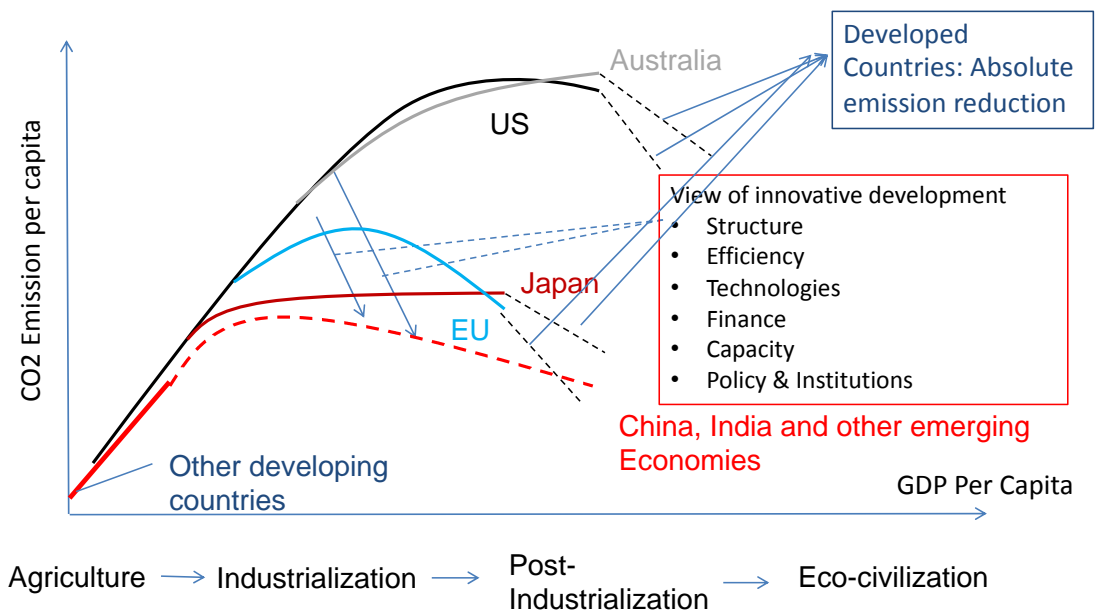 Developed
Countries: Absolute
emission reduction
Australia
US
CO2 Emission per capita
View of innovative development
• Structure
• Efficiency
• Technologies
• Finance
• Capacity
• Policy & Institutions
Japan
EU
China, India and other emerging
Economies
Other developing
countries
GDP Per Capita
Agriculture
Industrialization
Post-
Industrialization
Eco-civilization